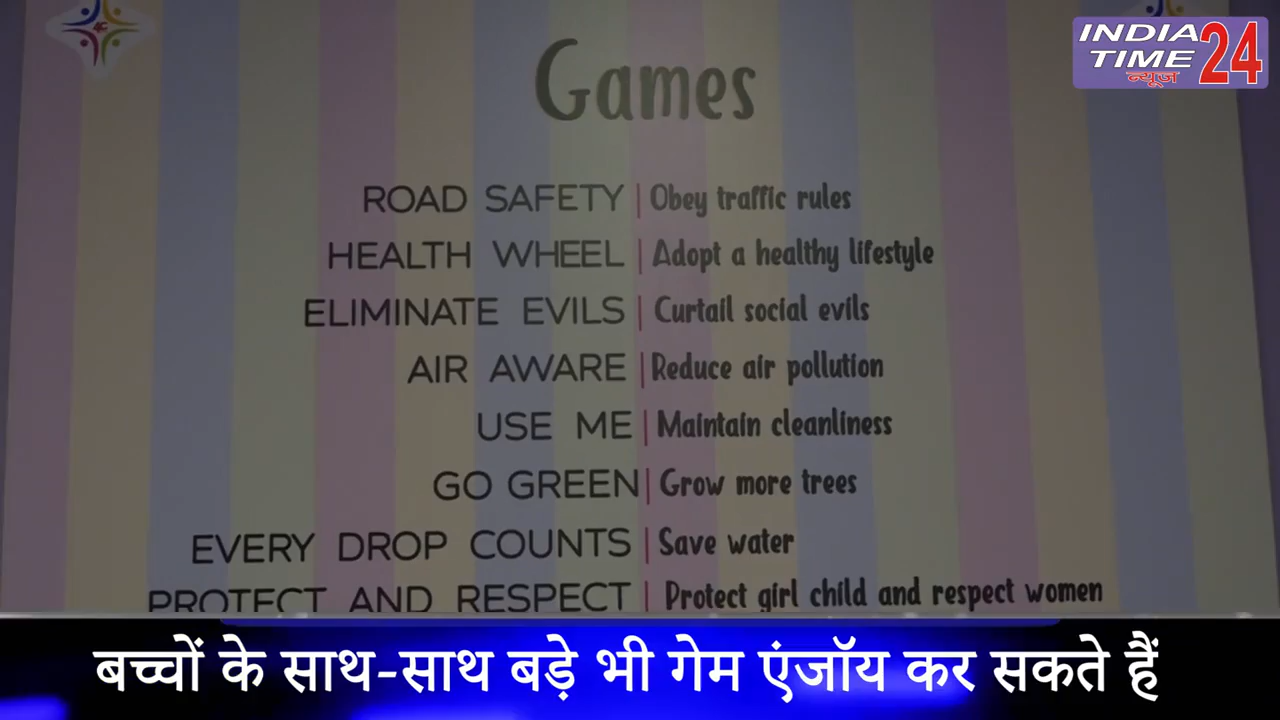 INDIA
TIME 24
न्यूज
Games
ROAD SAFETY | Obey traffic rules
HEALTH WHEEL | Adopt a healthy lifestyle
ELIMINATE EVILS | Curtail social evils
AIR AWARE | Reduce air pollution
USE ME | Maintain cleanliness
GO GREEN | Grow more trees
EVERY DROP COUNTS | Save water
PROTECT AND RESPECT | Protect girl child and respect women
बच्चों के साथ-साथ बड़े भी गेम एंजॉय कर सकते हैं